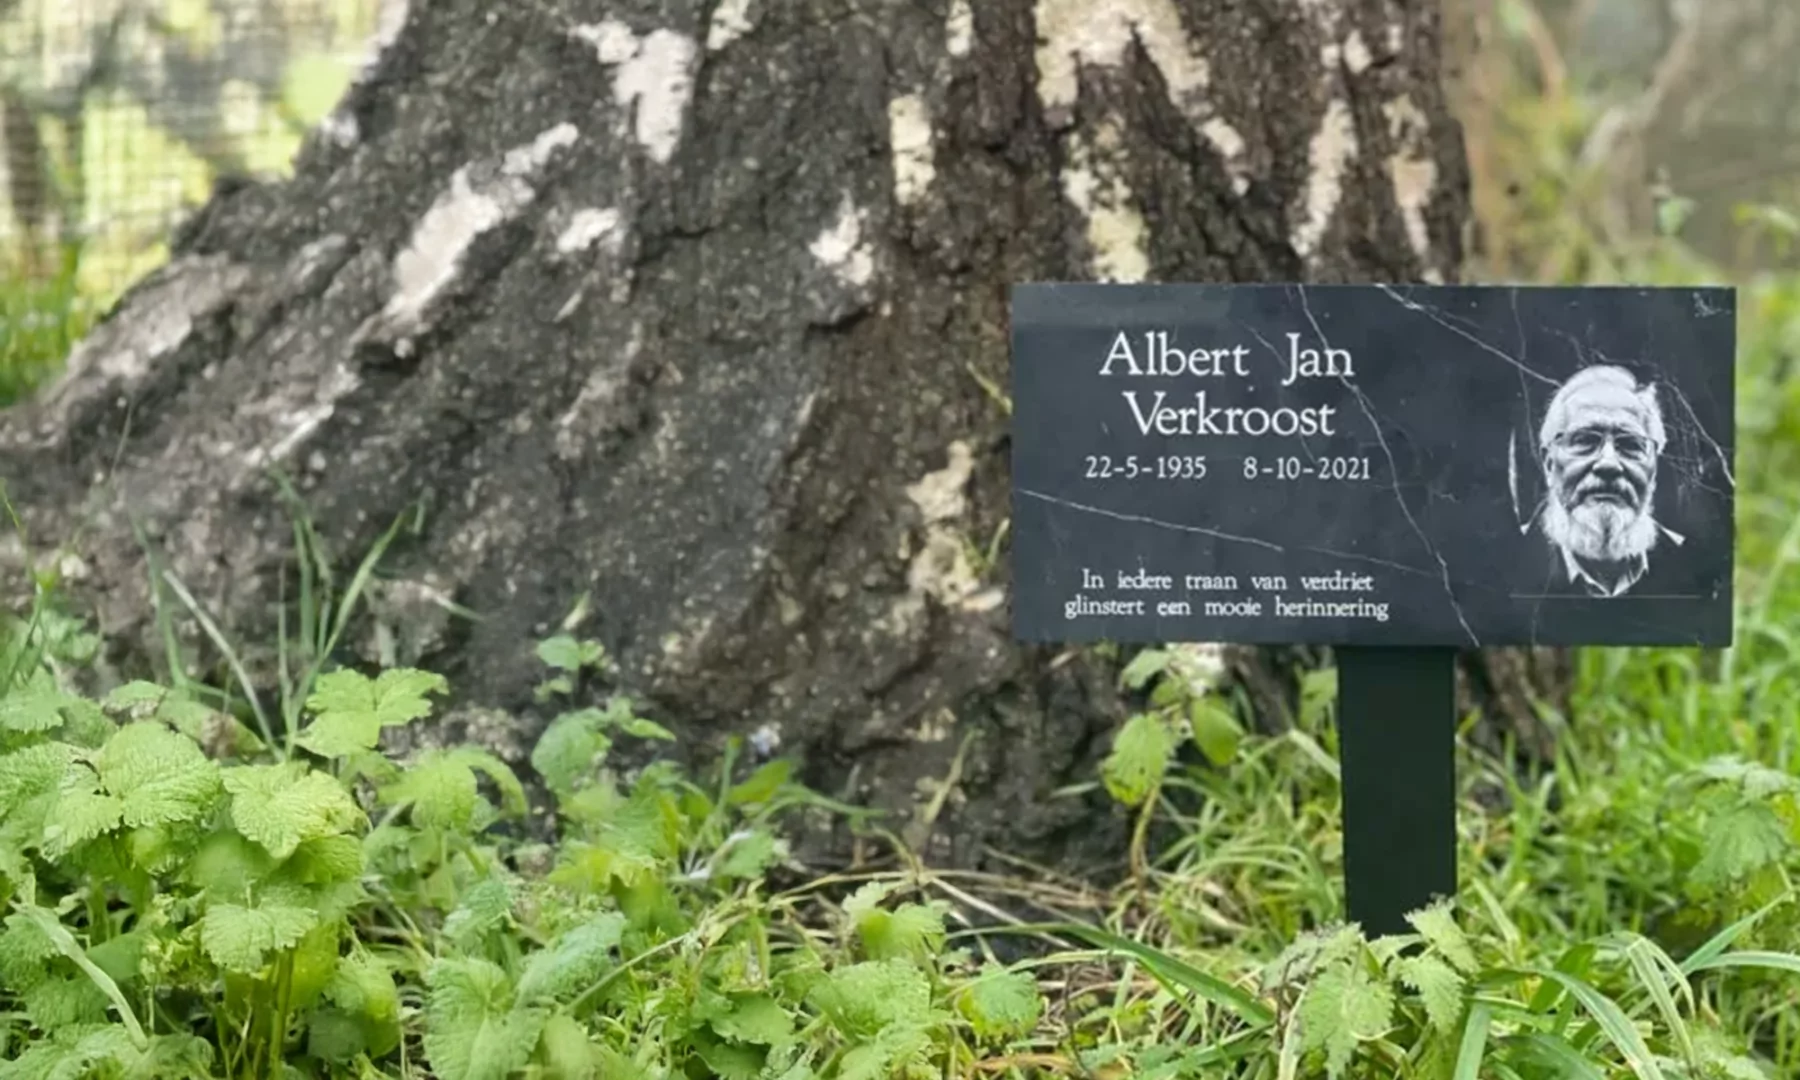 Albert Jan
Verkroost
22-5-1935 8-10-2021
In iedere traan van verdriet
glinstert een mooie herinnering